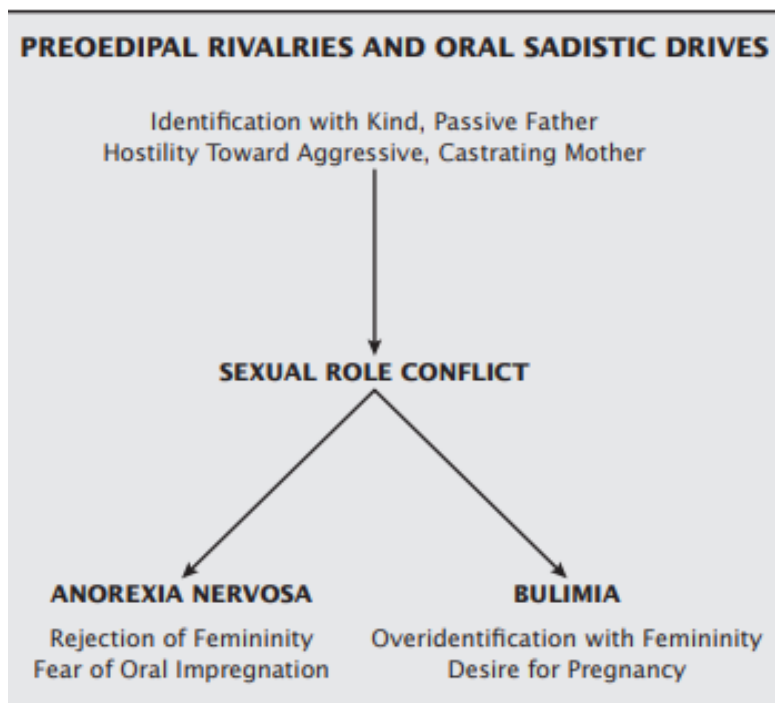 PREOEDIPAL RIVALRIES AND ORAL SADISTIC DRIVES
Identification with Kind, Passive Father
Hostility Toward Aggressive, Castrating Mother
SEXUAL ROLE CONFLICT
ANOREXIA NERVOSA
Rejection of Femininity
Fear of Oral Impregnation
BULIMIA
Overidentification with Femininity
Desire for Pregnancy